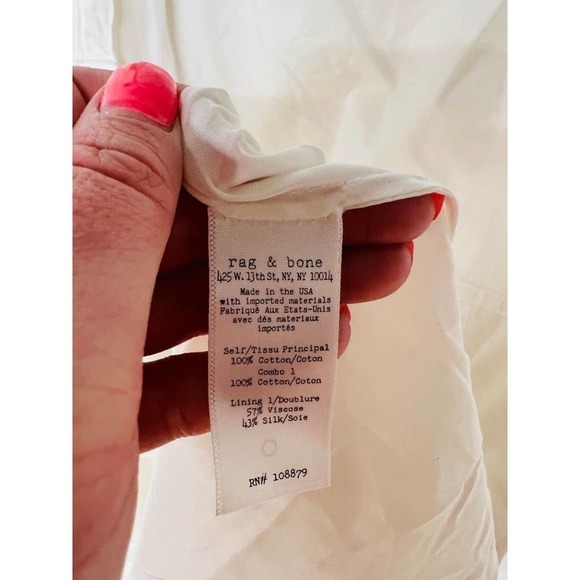 rag & bone
425 W. 13th St, NY, NY 10014
Made in the USA
with imported materials
Fabriqué Aux Etats-Unis
avec dés materiaux
importés
Self/Tissu Principal
100% Cotton/Coton
Combo 1
100% Cotton/Coton
Lining 1/Doublure
57% Viscose
43% Silk/Soie
RN# 108879